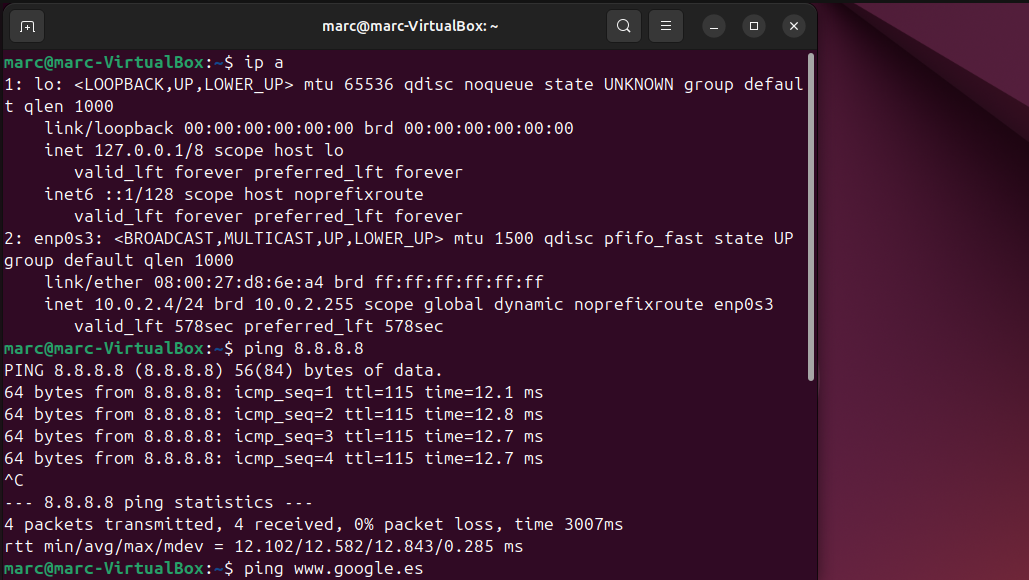 marc@marc-VirtualBox: ~
marc@marc-VirtualBox:~$ ip a
1: lo: <LOOPBACK,UP,LOWER_UP> mtu 65536 qdisc noqueue state UNKNOWN group defaul
t qlen 1000
    link/loopback 00:00:00:00:00:00 brd 00:00:00:00:00:00
    inet 127.0.0.1/8 scope host lo
       valid_lft forever preferred_lft forever
    inet6 ::1/128 scope host noprefixroute
       valid_lft forever preferred_lft forever
2: enp0s3: <BROADCAST,MULTICAST,UP,LOWER_UP> mtu 1500 qdisc pfifo_fast state UP
group default qlen 1000
    link/ether 08:00:27:d8:6e:a4 brd ff:ff:ff:ff:ff:ff
    inet 10.0.2.4/24 brd 10.0.2.255 scope global dynamic noprefixroute enp0s3
       valid_lft 578sec preferred_lft 578sec
marc@marc-VirtualBox:~$ ping 8.8.8.8
PING 8.8.8.8 (8.8.8.8) 56(84) bytes of data.
64 bytes from 8.8.8.8: icmp_seq=1 ttl=115 time=12.1 ms
64 bytes from 8.8.8.8: icmp_seq=2 ttl=115 time=12.8 ms
64 bytes from 8.8.8.8: icmp_seq=3 ttl=115 time=12.7 ms
64 bytes from 8.8.8.8: icmp_seq=4 ttl=115 time=12.7 ms
^C
--- 8.8.8.8 ping statistics ---
4 packets transmitted, 4 received, 0% packet loss, time 3007ms
rtt min/avg/max/mdev = 12.102/12.582/12.843/0.285 ms
marc@marc-VirtualBox:~$ ping www.google.es